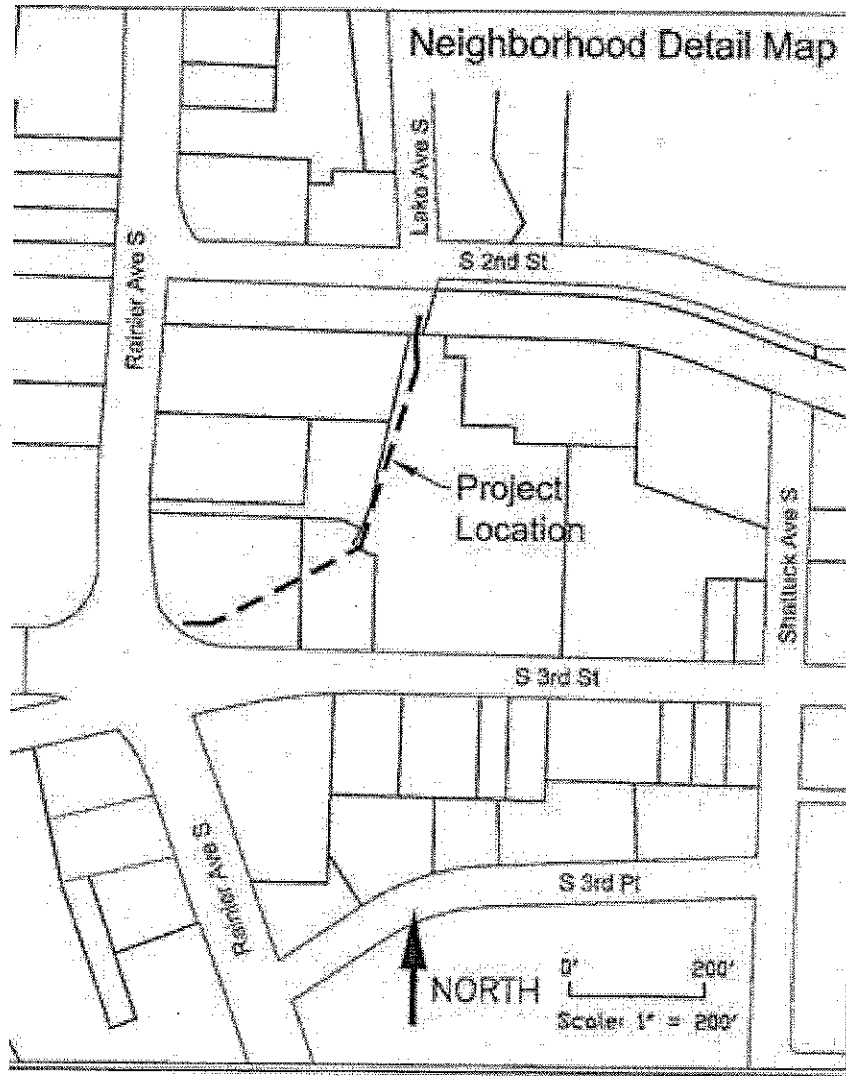 Neighborhood Detail Map
Lake Ave S
S 2nd St
Rainier Ave S
Project
Location
Shattuck Ave S
S 3rd St
Rainier Ave S
S 3rd Pl
NORTH
0' 200'
Scale: 1" = 200'